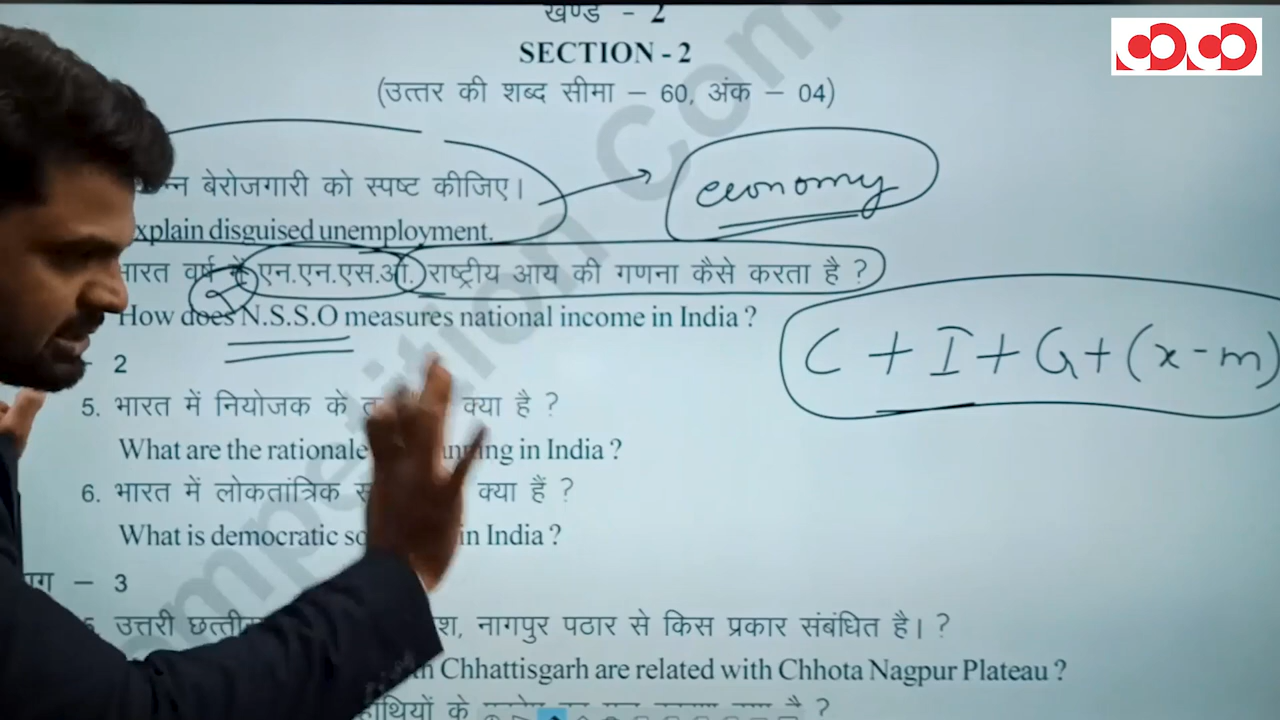 खण्ड - 2
SECTION - 2
(उत्तर की शब्द सीमा – 60, अंक – 04)
बेरोजगारी को स्पष्ट कीजिए।
economy
explain disguised unemployment.
भारत वर्ष में एन.एन.एस.ओ. राष्ट्रीय आय की गणना कैसे करता है ?
How does N.S.S.O measures national income in India ?
C + I + G + (x - m)
- 2
5. भारत में नियोजक के क्या है ?
What are the rationale in India ?
6. भारत में लोकतांत्रिक क्या हैं ?
What is democratic in India ?
– 3
उत्तरी नागपुर पठार से किस प्रकार संबंधित है। ?
Chhattisgarh are related with Chhota Nagpur Plateau ?
के ?